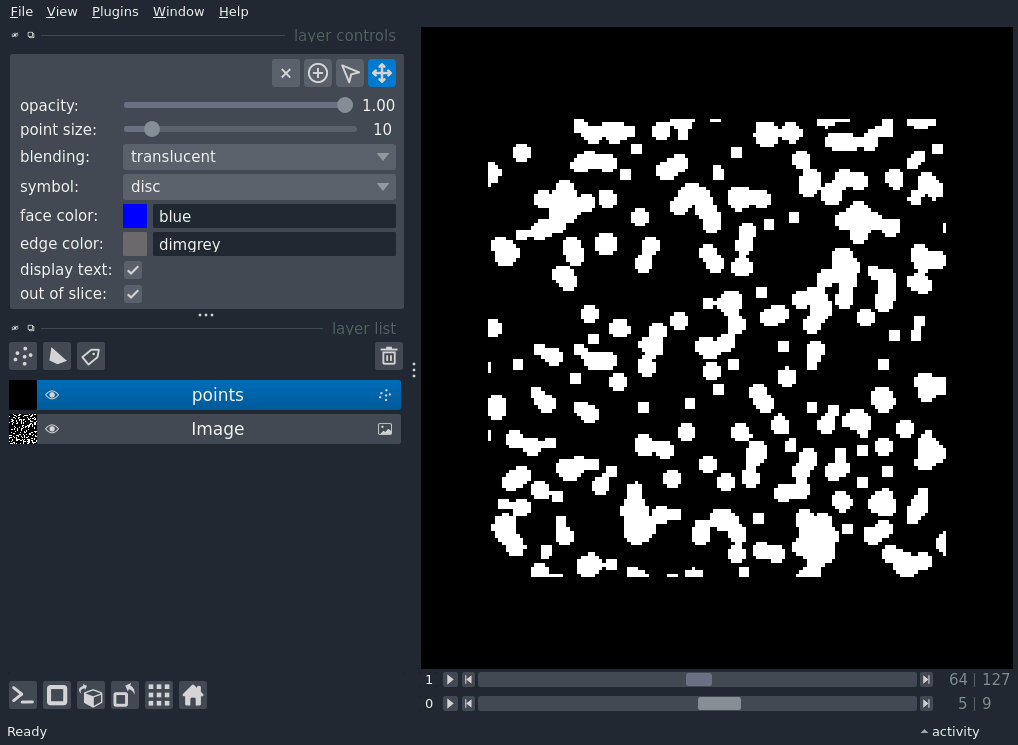 File View Plugins Window Help
layer controls
opacity: 1.00
point size: 10
blending: translucent
symbol: disc
face color: blue
edge color: dimgrey
display text:
out of slice:
layer list
points
Image
1 64 | 127
0 5 | 9
Ready activity